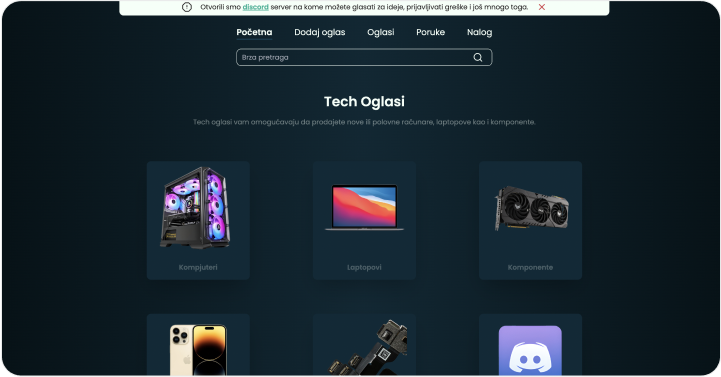 Otvorili smo discord server na kome možete glasati za ideje, prijavljivati greške i još mnogo toga.
Početna Dodaj oglas Oglasi Poruke Nalog
Brza pretraga
Tech Oglasi
Tech oglasi vam omogućavaju da prodajete nove ili polovne računare, laptopove kao i komponente.
Kompjuteri Laptopovi Komponente